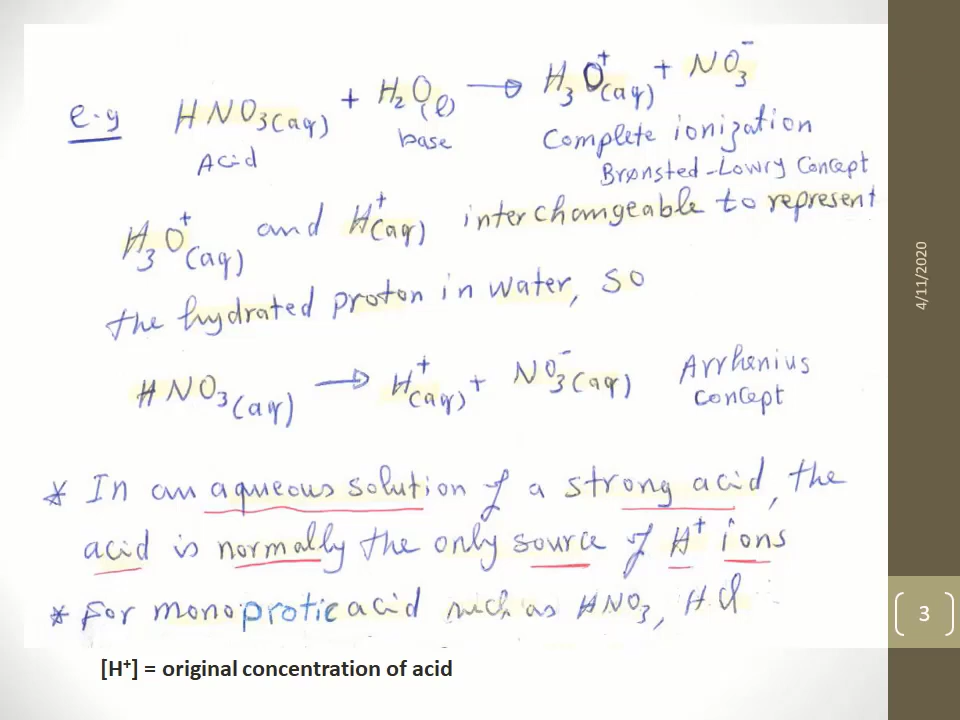 e.g HNO₃(aq) + H₂O(l) → H₃O⁺(aq) + NO₃⁻
Acid base Complete ionization
Brønsted-Lowry Concept
H₃O⁺(aq) and H⁺(aq) interchangeable to represent
the hydrated proton in water, so
HNO₃(aq) → H⁺(aq) + NO₃⁻(aq) Arrhenius
concept
* In an aqueous solution of a strong acid, the
acid is normally the only source of H⁺ ions
* For monoprotic acid such as HNO₃, HCl
[H⁺] = original concentration of acid
4/11/2020
3